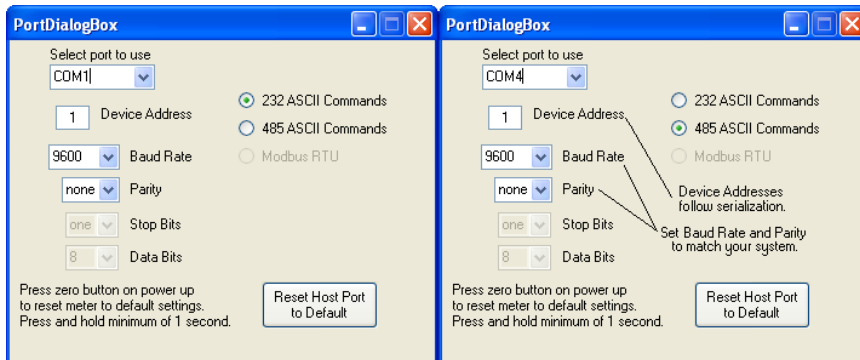 PortDialogBox
Select port to use
COM1
232 ASCII Commands
1 Device Address
485 ASCII Commands
9600 Baud Rate
Modbus RTU
none Parity
one Stop Bits
8 Data Bits
Press zero button on power up
to reset meter to default settings.
Press and hold minimum of 1 second.
Reset Host Port
to Default
PortDialogBox
Select port to use
COM4
232 ASCII Commands
1 Device Address
485 ASCII Commands
9600 Baud Rate
Modbus RTU
none Parity
Device Addresses
follow serialization.
one Stop Bits
Set Baud Rate and Parity
to match your system.
8 Data Bits
Press zero button on power up
to reset meter to default settings.
Press and hold minimum of 1 second.
Reset Host Port
to Default